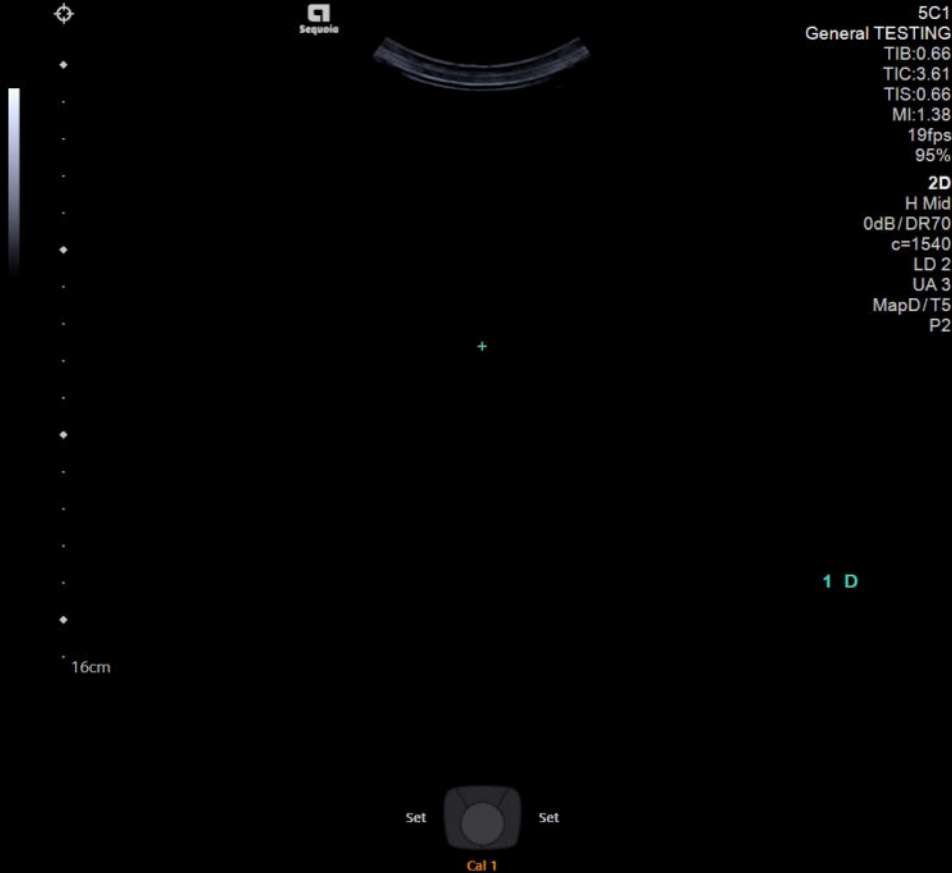 Sequoia
5C1
General TESTING
TIB:0.66
TIC:3.61
TIS:0.66
MI:1.38
19fps
95%
2D
H Mid
0dB/DR70
c=1540
LD 2
UA 3
MapD/T5
P2
1 D
16cm
Set Set
Cal 1